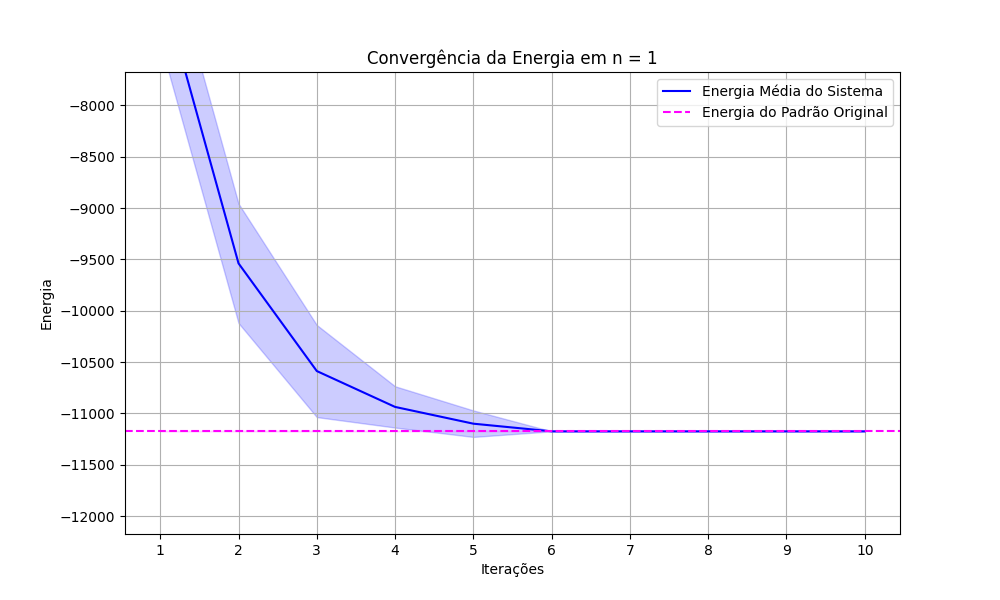 Convergência da Energia em n = 1
Energia Média do Sistema
Energia do Padrão Original
Energia
−8000
−8500
−9000
−9500
−10000
−10500
−11000
−11500
−12000
1 2 3 4 5 6 7 8 9 10
Iterações